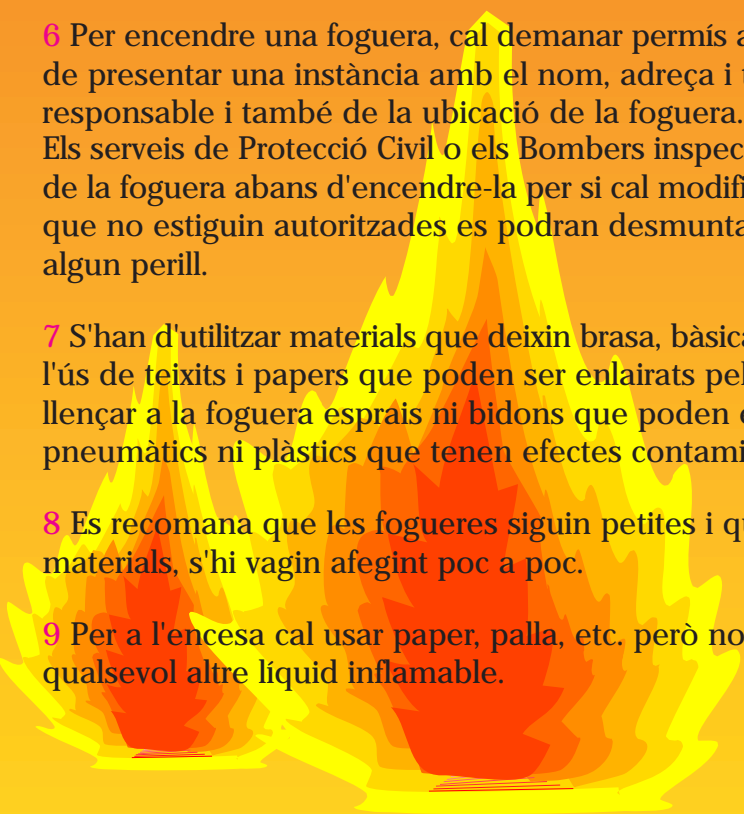 6 Per encendre una foguera, cal demanar permís a
de presentar una instància amb el nom, adreça i
responsable i també de la ubicació de la foguera.
Els serveis de Protecció Civil o els Bombers inspec
de la foguera abans d'encendre-la per si cal modifi
que no estiguin autoritzades es podran desmunta
algun perill.
7 S'han d'utilitzar materials que deixin brasa, bàsica
l'ús de teixits i papers que poden ser enlairats pel
llençar a la foguera esprais ni bidons que poden e
pneumàtics ni plàstics que tenen efectes contami
8 Es recomana que les fogueres siguin petites i qu
materials, s'hi vagin afegint poc a poc.
9 Per a l'encesa cal usar paper, palla, etc. però no
qualsevol altre líquid inflamable.